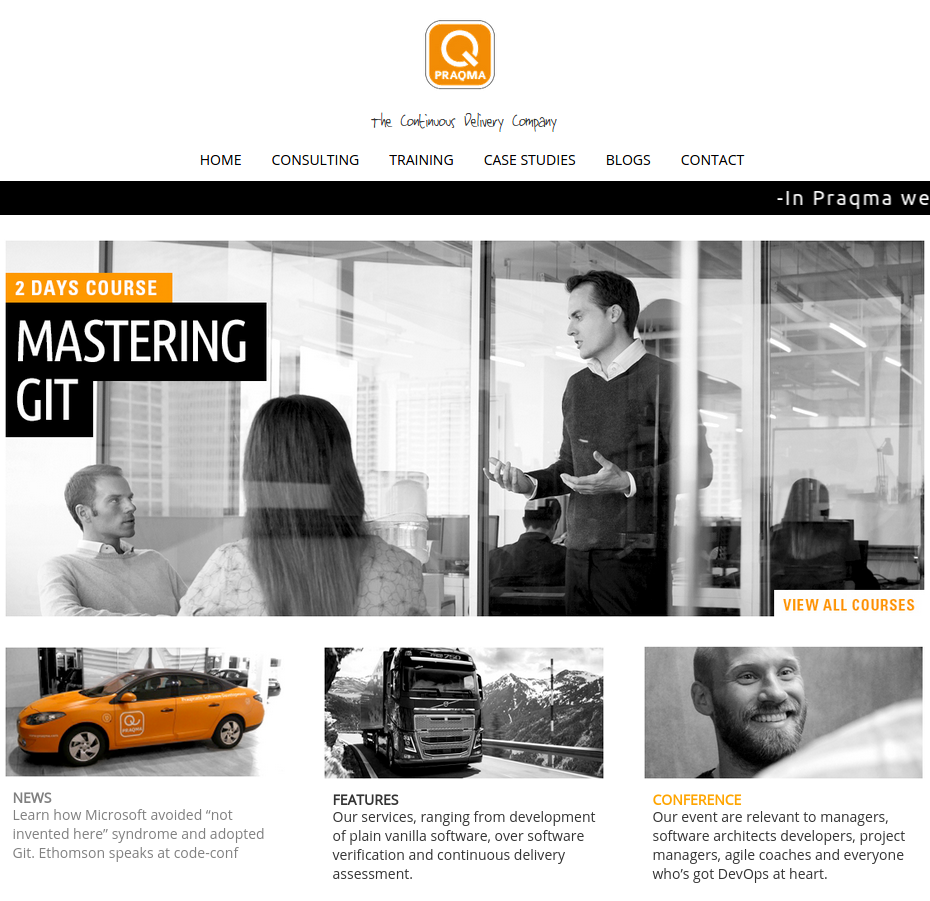 PRAQMA
The Continuous Delivery Company
HOME CONSULTING TRAINING CASE STUDIES BLOGS CONTACT
-In Praqma we
2 DAYS COURSE
MASTERING
GIT
VIEW ALL COURSES
PRAQMA
NEWS
Learn how Microsoft avoided “not
invented here” syndrome and adopted
Git. Ethomson speaks at code-conf
750
FEATURES
Our services, ranging from development
of plain vanilla software, over software
verification and continuous delivery
assessment.
CONFERENCE
Our event are relevant to managers,
software architects developers, project
managers, agile coaches and everyone
who’s got DevOps at heart.